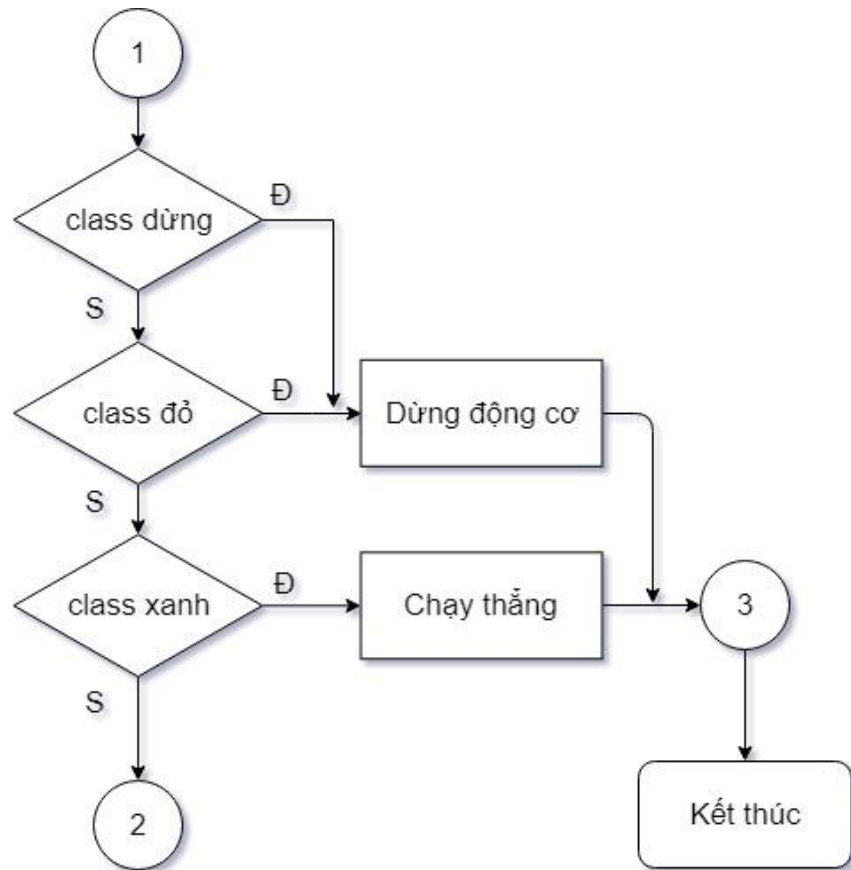 1
class dừng
Đ
S
class đỏ
Đ
Dừng động cơ
S
class xanh
Đ
Chạy thẳng
3
S
2
Kết thúc